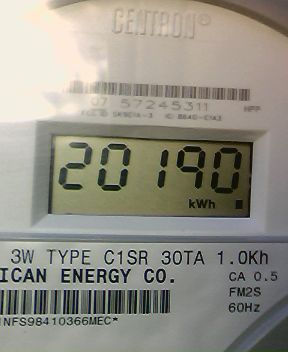 CENTRON®
07 57245311 HPP
20190
kWh
3W TYPE C1SR 30TA 1.0Kh
ICAN ENERGY CO. CA 0.5
FM2S
NFS98410366MEC* 60Hz